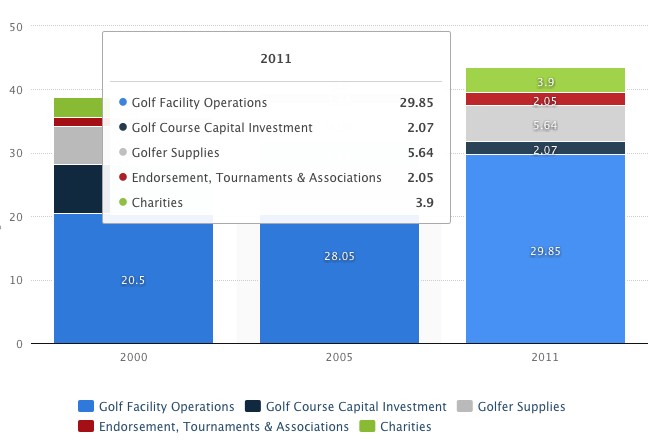 50
40
30
20
10
0
2011
Golf Facility Operations 29.85
Golf Course Capital Investment 2.07
Golfer Supplies 5.64
Endorsement, Tournaments & Associations 2.05
Charities 3.9
20.5
28.05
3.9
2.05
5.64
2.07
29.85
2000 2005 2011
Golf Facility Operations Golf Course Capital Investment Golfer Supplies
Endorsement, Tournaments & Associations Charities